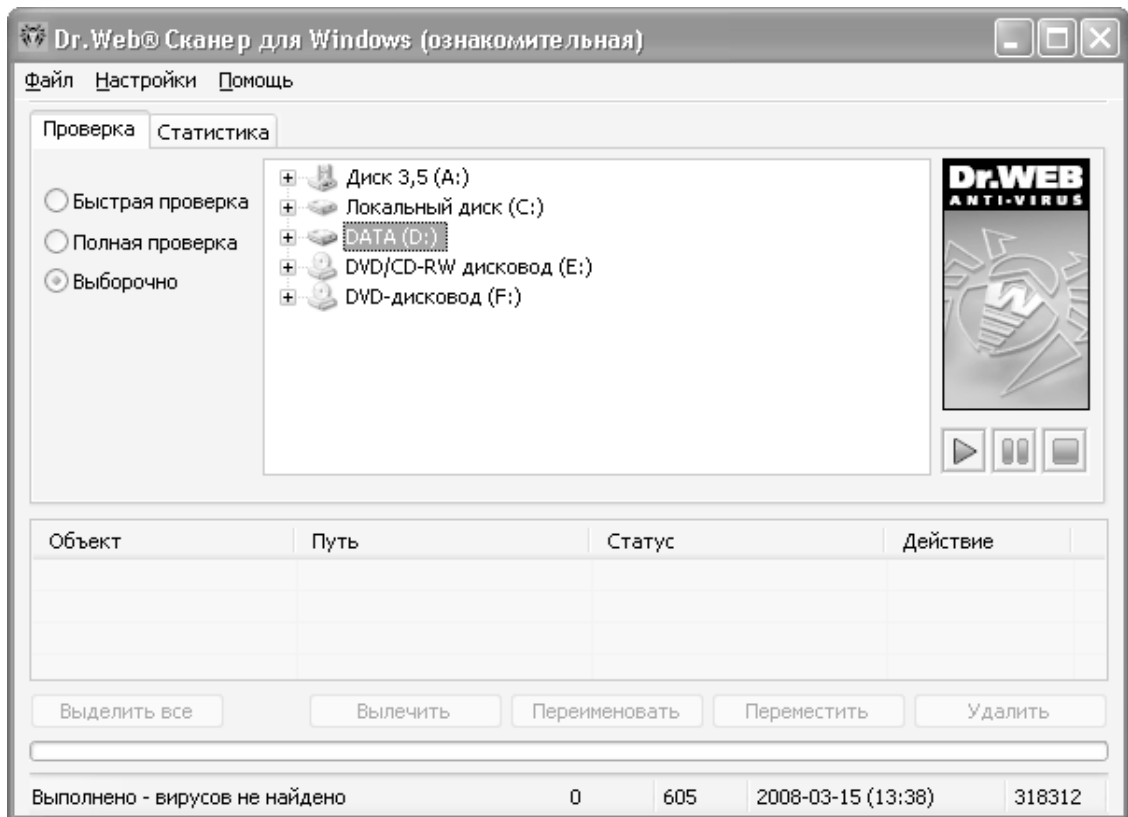 Dr.Web® Сканер для Windows (ознакомительная)
Файл Настройки Помощь
Проверка Статистика
Быстрая проверка
Полная проверка
Выборочно
Диск 3,5 (A:)
Локальный диск (C:)
DATA (D:)
DVD/CD-RW дисковод (E:)
DVD-дисковод (F:)
Dr.WEB
ANTI-VIRUS
Объект Путь Статус Действие
Выделить все Вылечить Переименовать Переместить Удалить
Выполнено - вирусов не найдено 0 605 2008-03-15 (13:38) 318312